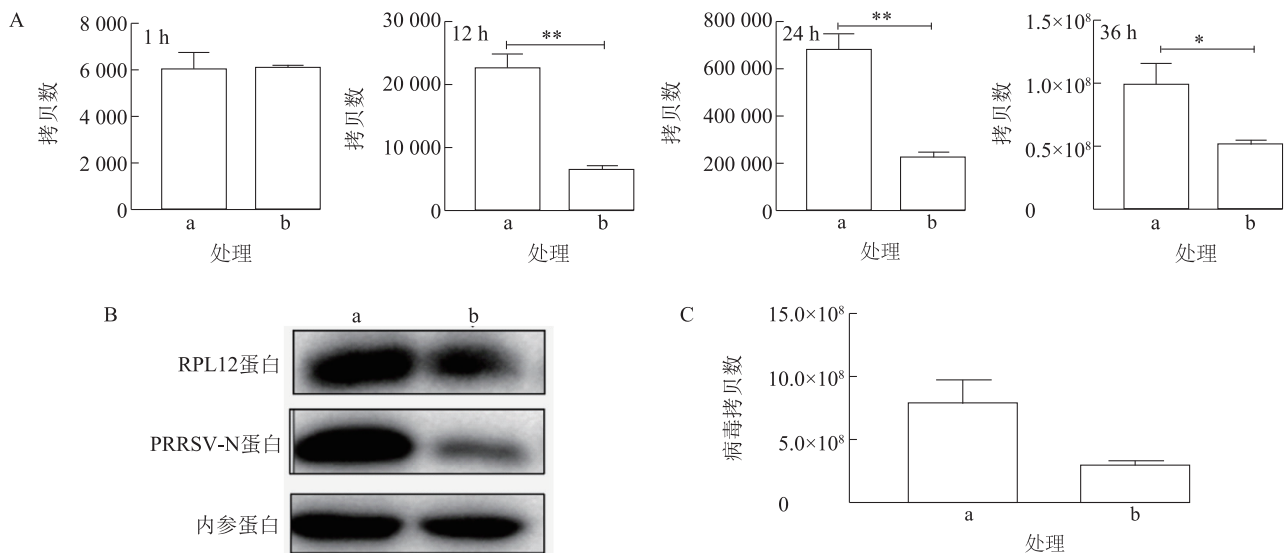 A
1 h
8 000
6 000
4 000
2 000
0
拷贝数
a
b
处理
12 h
**
30 000
20 000
10 000
0
拷贝数
a
b
处理
24 h
**
800 000
600 000
400 000
200 000
0
拷贝数
a
b
处理
36 h
*
1.5×10⁸
1.0×10⁸
0.5×10⁸
0
拷贝数
a
b
处理
B
a
b
RPL12蛋白
PRRSV-N蛋白
内参蛋白
C
15.0×10⁸
10.0×10⁸
5.0×10⁸
0
病毒拷贝数
a
b
处理